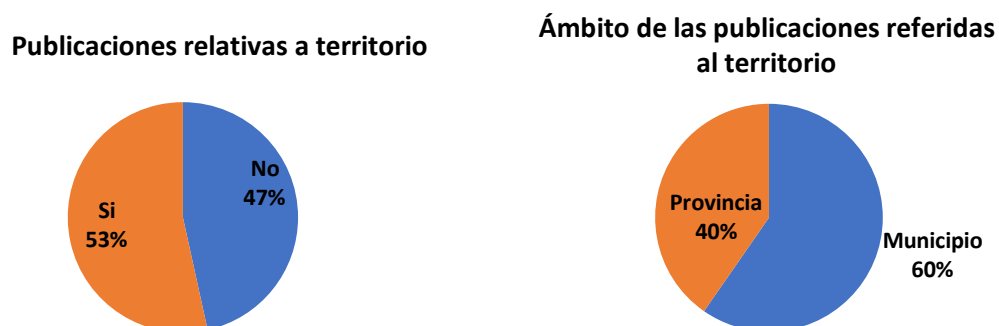 Publicaciones relativas a territorio
No
47%
Si
53%
Ámbito de las publicaciones referidas
al territorio
Provincia
40%
Municipio
60%